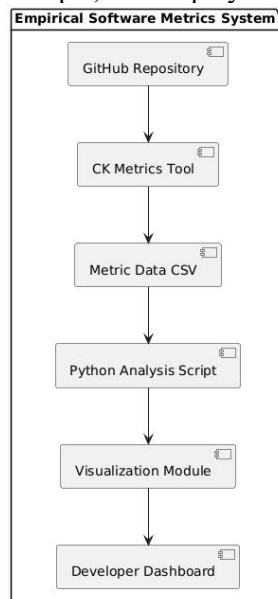 Empirical Software Metrics System
GitHub Repository
CK Metrics Tool
Metric Data CSV
Python Analysis Script
Visualization Module
Developer Dashboard